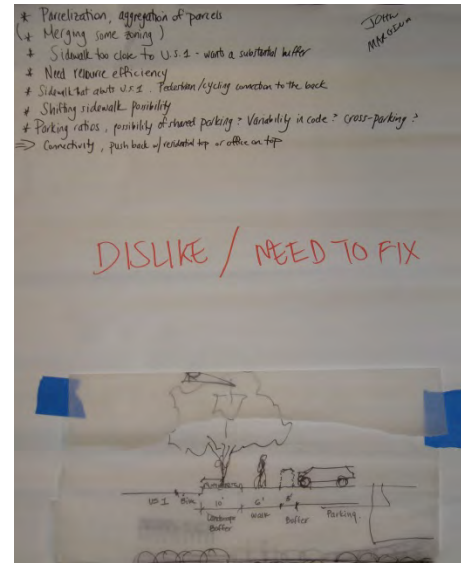 * Parcelization, aggregation of parcels
(* Merging some zoning)
* Sidewalk too close to U.S.1 - wants a substantial buffer
* Need resource efficiency
* Sidewalk that abuts U.S.1. Pedestrian/cycling connection to the back
* Shifting sidewalk possibility
* Parking ratios, possibility of shared parking? Variability in code? cross-parking?
⇒ Connectivity, push back w/ residential top or office on top
JOHN
DISLIKE / NEED TO FIX
US 1
10'
6'
Landscape
Buffer
Walk
Buffer
Parking